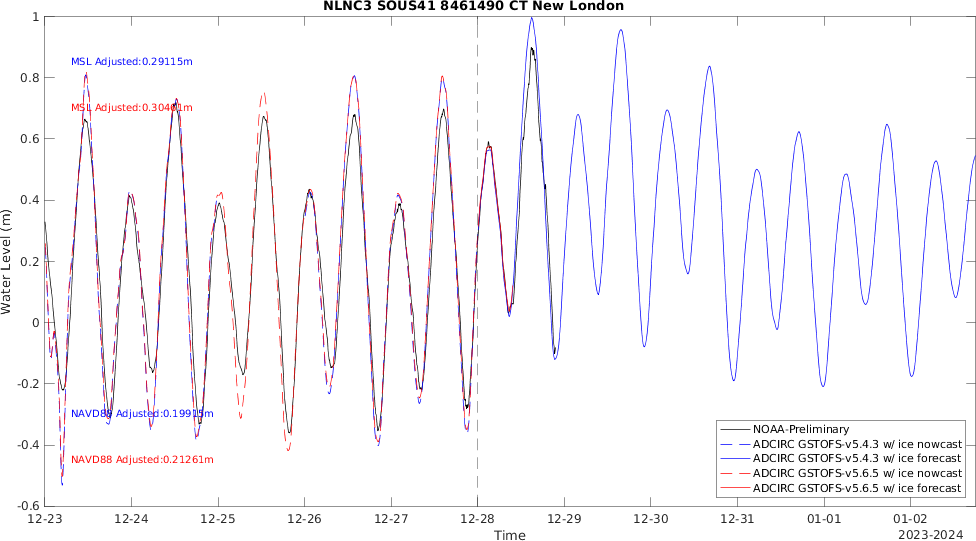 NLNC3 SOUS41 8461490 CT New London
Water Level (m)
1
0.8
0.6
0.4
0.2
0
-0.2
-0.4
-0.6
MSL Adjusted:0.29115m
MSL Adjusted:0.30401m
NAVD88 Adjusted:0.19915m
NAVD88 Adjusted:0.21261m
NOAA-Preliminary
ADCIRC GSTOFS-v5.4.3 w/ ice nowcast
ADCIRC GSTOFS-v5.4.3 w/ ice forecast
ADCIRC GSTOFS-v5.6.5 w/ ice nowcast
ADCIRC GSTOFS-v5.6.5 w/ ice forecast
12-23 12-24 12-25 12-26 12-27 12-28 12-29 12-30 12-31 01-01 01-02
Time
2023-2024